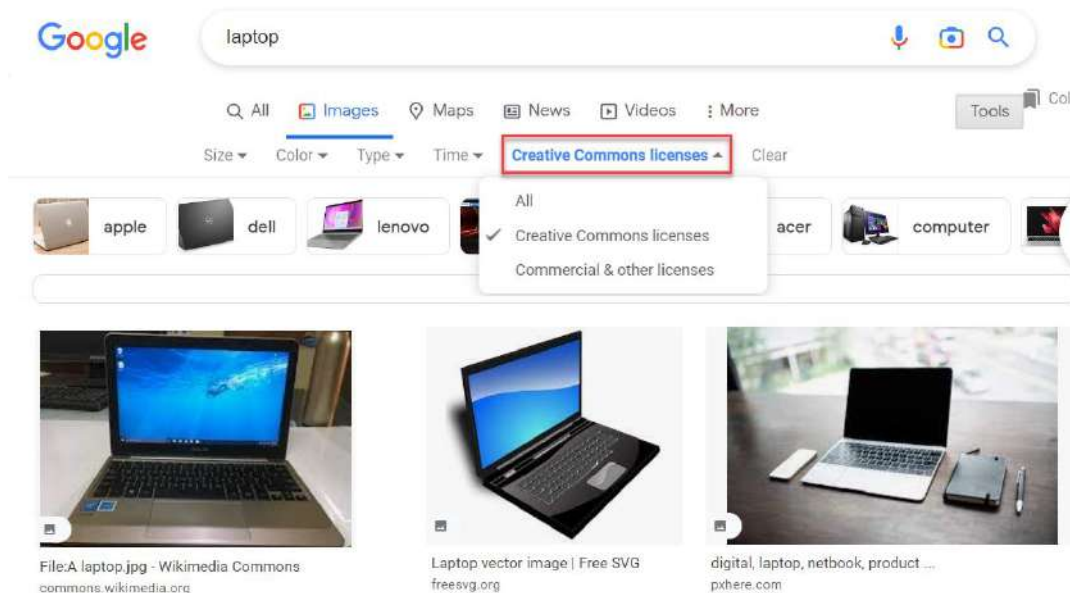 Google
laptop
All Images Maps News Videos More
Tools
Col
Size Color Type Time Creative Commons licenses Clear
All
Creative Commons licenses
Commercial & other licenses
apple dell lenovo acer computer
File:A laptop.jpg - Wikimedia Commons
commons.wikimedia.org
Laptop vector image | Free SVG
freesvg.org
digital, laptop, netbook, product ...
pxhere.com